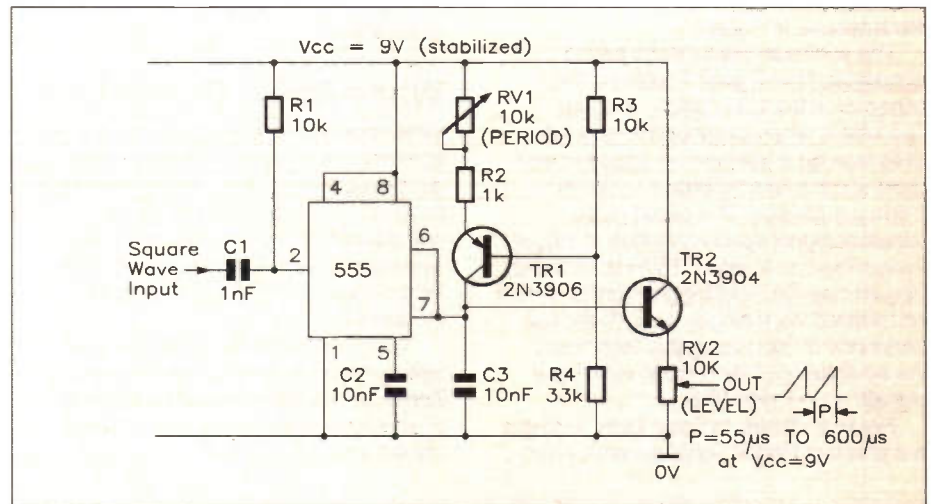 Vcc = 9V (stabilized)
R1
10k
RV1
10k
(PERIOD)
R3
10k
R2
1k
4 8
Square
Wave
Input
C1
1nF
2
555
6
7
TR1
2N3906
TR2
2N3904
1 5
C2
10nF
C3
10nF
R4
33k
RV2
10K
OUT
(LEVEL)
P
P=55µs TO 600µs
at Vcc=9V
0V